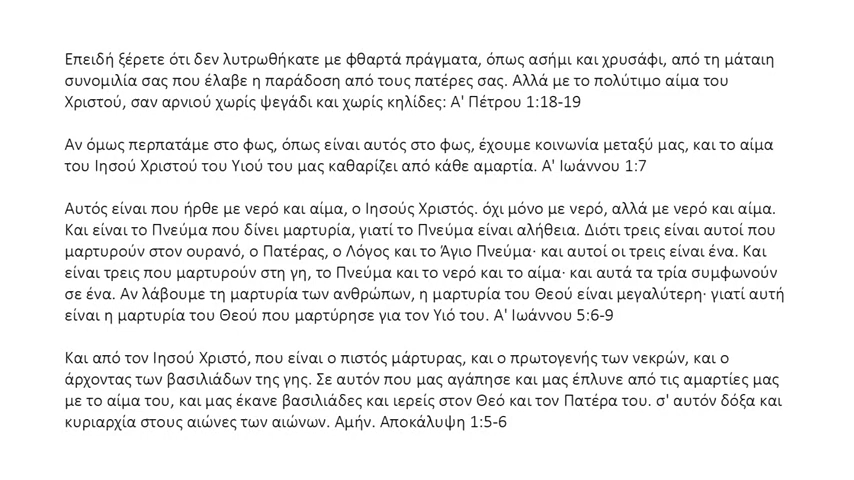 Επειδή ξέρετε ότι δεν λυτρωθήκατε με φθαρτά πράγματα, όπως ασήμι και χρυσάφι, από τη μάταιη
συνομιλία σας που έλαβε η παράδοση από τους πατέρες σας. Αλλά με το πολύτιμο αίμα του
Χριστού, σαν αρνιού χωρίς ψεγάδι και χωρίς κηλίδες: Α' Πέτρου 1:18-19
Αν όμως περπατάμε στο φως, όπως είναι αυτός στο φως, έχουμε κοινωνία μεταξύ μας, και το αίμα
του Ιησού Χριστού του Υιού του μας καθαρίζει από κάθε αμαρτία. Α' Ιωάννου 1:7
Αυτός είναι που ήρθε με νερό και αίμα, ο Ιησούς Χριστός. όχι μόνο με νερό, αλλά με νερό και αίμα.
Και είναι το Πνεύμα που δίνει μαρτυρία, γιατί το Πνεύμα είναι αλήθεια. Διότι τρεις είναι αυτοί που
μαρτυρούν στον ουρανό, ο Πατέρας, ο Λόγος και το Άγιο Πνεύμα· και αυτοί οι τρεις είναι ένα. Και
είναι τρεις που μαρτυρούν στη γη, το Πνεύμα και το νερό και το αίμα· και αυτά τα τρία συμφωνούν
σε ένα. Αν λάβουμε τη μαρτυρία των ανθρώπων, η μαρτυρία του Θεού είναι μεγαλύτερη· γιατί αυτή
είναι η μαρτυρία του Θεού που μαρτύρησε για τον Υιό του. Α' Ιωάννου 5:6-9
Και από τον Ιησού Χριστό, που είναι ο πιστός μάρτυρας, και ο πρωτογενής των νεκρών, και ο
άρχοντας των βασιλιάδων της γης. Σε αυτόν που μας αγάπησε και μας έπλυνε από τις αμαρτίες μας
με το αίμα του, και μας έκανε βασιλιάδες και ιερείς στον Θεό και τον Πατέρα του. σ' αυτόν δόξα και
κυριαρχία στους αιώνες των αιώνων. Αμήν. Αποκάλυψη 1:5-6